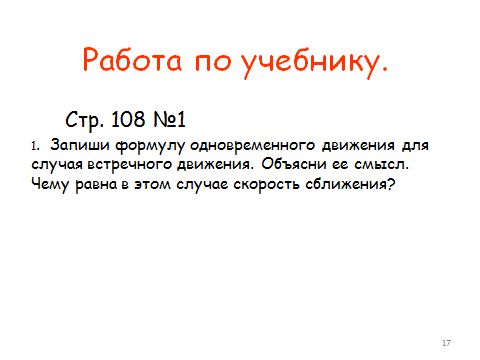 Работа по учебнику.
Стр. 108 №1
1. Запиши формулу одновременного движения для
случая встречного движения. Объясни ее смысл.
Чему равна в этом случае скорость сближения?
17